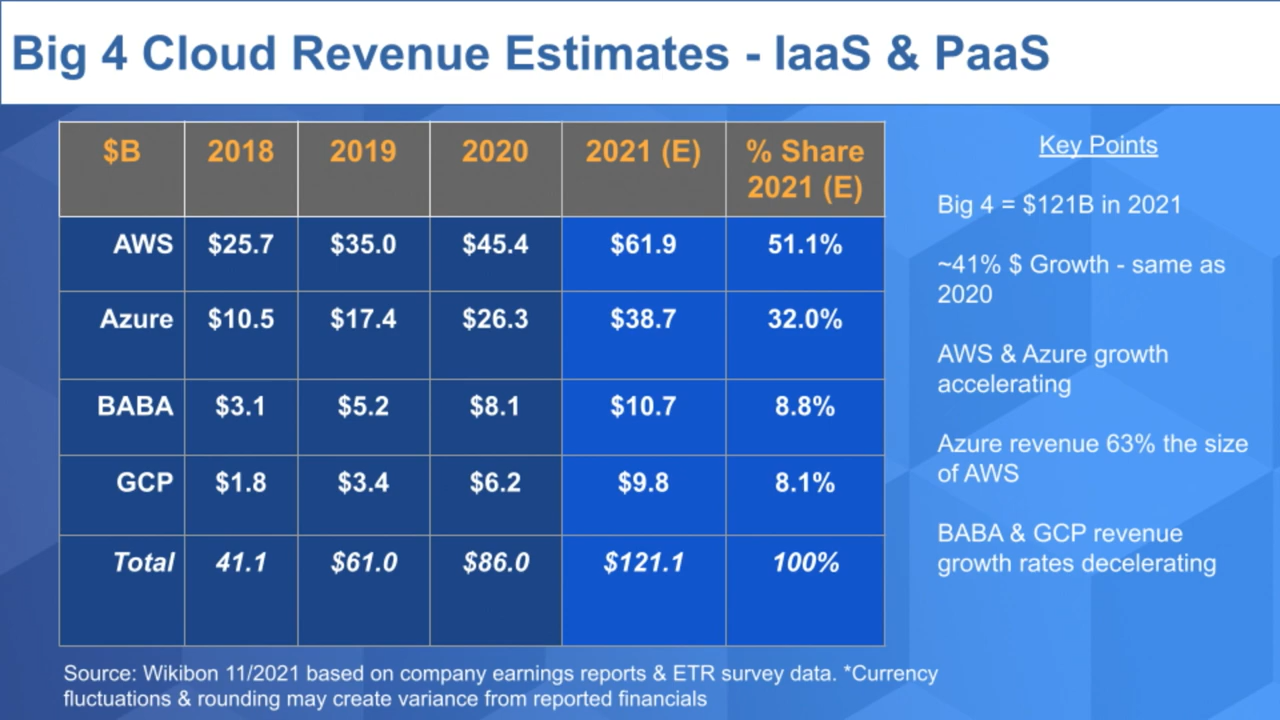 Big 4 Cloud Revenue Estimates - IaaS & PaaS
$B 2018 2019 2020 2021 (E) % Share
2021 (E)
AWS $25.7 $35.0 $45.4 $61.9 51.1%
Azure $10.5 $17.4 $26.3 $38.7 32.0%
BABA $3.1 $5.2 $8.1 $10.7 8.8%
GCP $1.8 $3.4 $6.2 $9.8 8.1%
Total 41.1 $61.0 $86.0 $121.1 100%
Key Points
Big 4 = $121B in 2021
~41% $ Growth - same as
2020
AWS & Azure growth
accelerating
Azure revenue 63% the size
of AWS
BABA & GCP revenue
growth rates decelerating
Source: Wikibon 11/2021 based on company earnings reports & ETR survey data. *Currency
fluctuations & rounding may create variance from reported financials